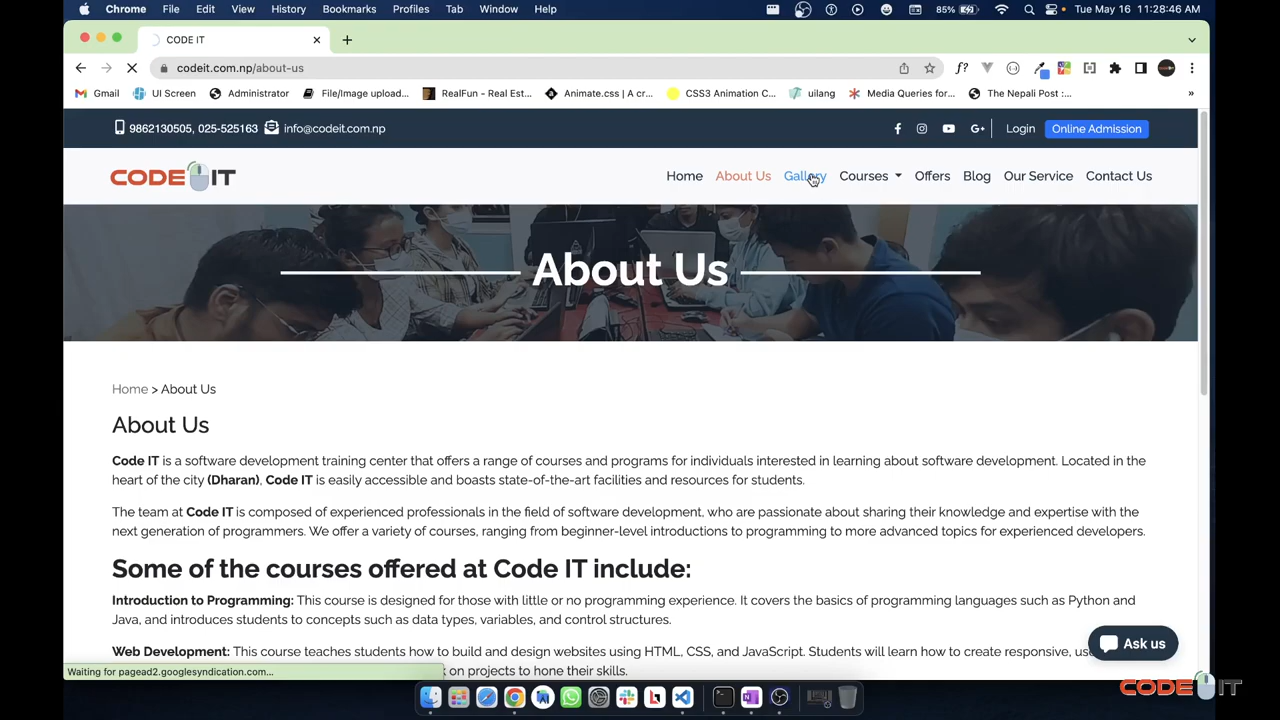 Chrome File Edit View History Bookmarks Profiles Tab Window Help 85% Tue May 16 11:28:46 AM
CODE IT
codeit.com.np/about-us
Gmail UI Screen Administrator File/Image upload... RealFun - Real Est... Animate.css | A cr... CSS3 Animation C... uilang Media Queries for... The Nepali Post :... »
9862130505, 025-525163 info@codeit.com.np Login Online Admission
CODE IT Home About Us Gallery Courses Offers Blog Our Service Contact Us
About Us
Home > About Us
About Us
Code IT is a software development training center that offers a range of courses and programs for individuals interested in learning about software development. Located in the
heart of the city (Dharan), Code IT is easily accessible and boasts state-of-the-art facilities and resources for students.
The team at Code IT is composed of experienced professionals in the field of software development, who are passionate about sharing their knowledge and expertise with the
next generation of programmers. We offer a variety of courses, ranging from beginner-level introductions to programming to more advanced topics for experienced developers.
Some of the courses offered at Code IT include:
Introduction to Programming: This course is designed for those with little or no programming experience. It covers the basics of programming languages such as Python and
Java, and introduces students to concepts such as data types, variables, and control structures.
Web Development: This course teaches students how to build and design websites using HTML, CSS, and JavaScript. Students will learn how to create responsive,
Ask us
Waiting for pagead2.googlesyndication.com... on projects to hone their skills.
CODE IT